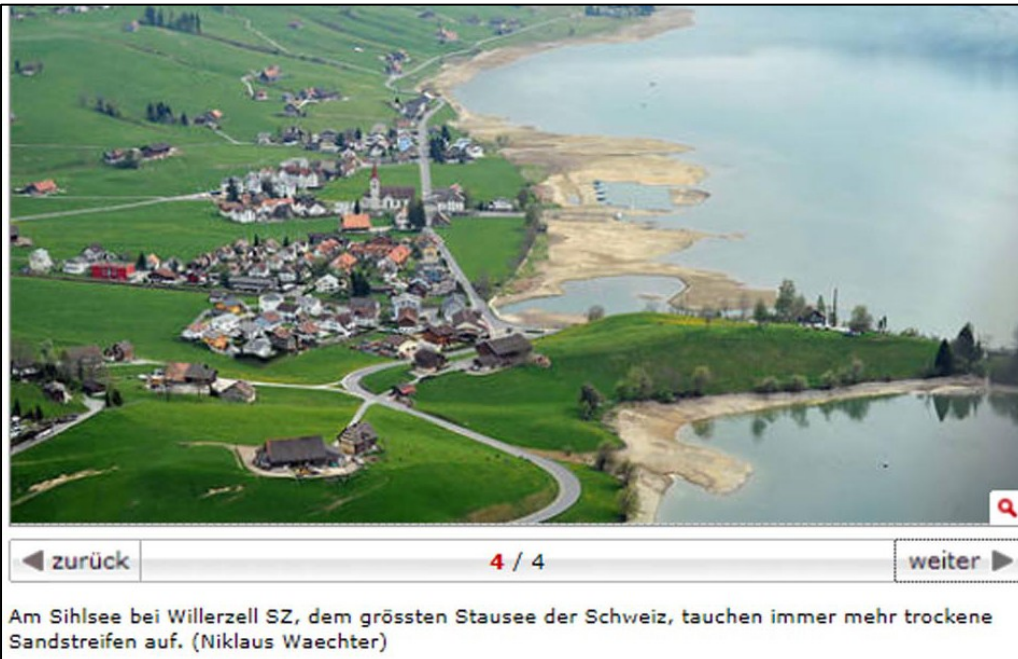 zurück
4 / 4
weiter
Am Sihlsee bei Willerzell SZ, dem grössten Stausee der Schweiz, tauchen immer mehr trockene
Sandstreifen auf. (Niklaus Waechter)